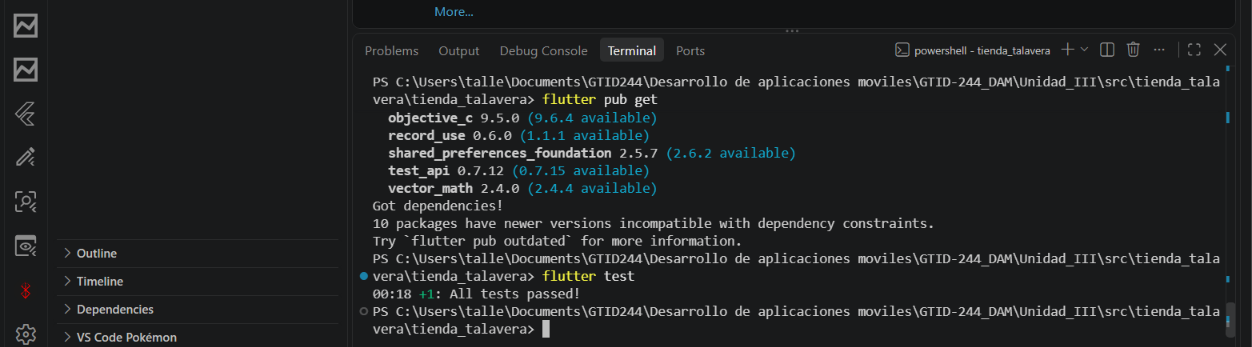 More...
Problems Output Debug Console Terminal Ports powershell - tienda_talavera
PS C:\Users\talle\Documents\GTID244\Desarrollo de aplicaciones moviles\GTID-244_DAM\Unidad_III\src\tienda_tala
vera\tienda_talavera> flutter pub get
objective_c 9.5.0 (9.6.4 available)
record_use 0.6.0 (1.1.1 available)
shared_preferences_foundation 2.5.7 (2.6.2 available)
test_api 0.7.12 (0.7.15 available)
vector_math 2.4.0 (2.4.4 available)
Got dependencies!
10 packages have newer versions incompatible with dependency constraints.
Try `flutter pub outdated` for more information.
PS C:\Users\talle\Documents\GTID244\Desarrollo de aplicaciones moviles\GTID-244_DAM\Unidad_III\src\tienda_tala
vera\tienda_talavera> flutter test
00:18 +1: All tests passed!
PS C:\Users\talle\Documents\GTID244\Desarrollo de aplicaciones moviles\GTID-244_DAM\Unidad_III\src\tienda_tala
vera\tienda_talavera>
Outline
Timeline
Dependencies
VS Code Pokémon